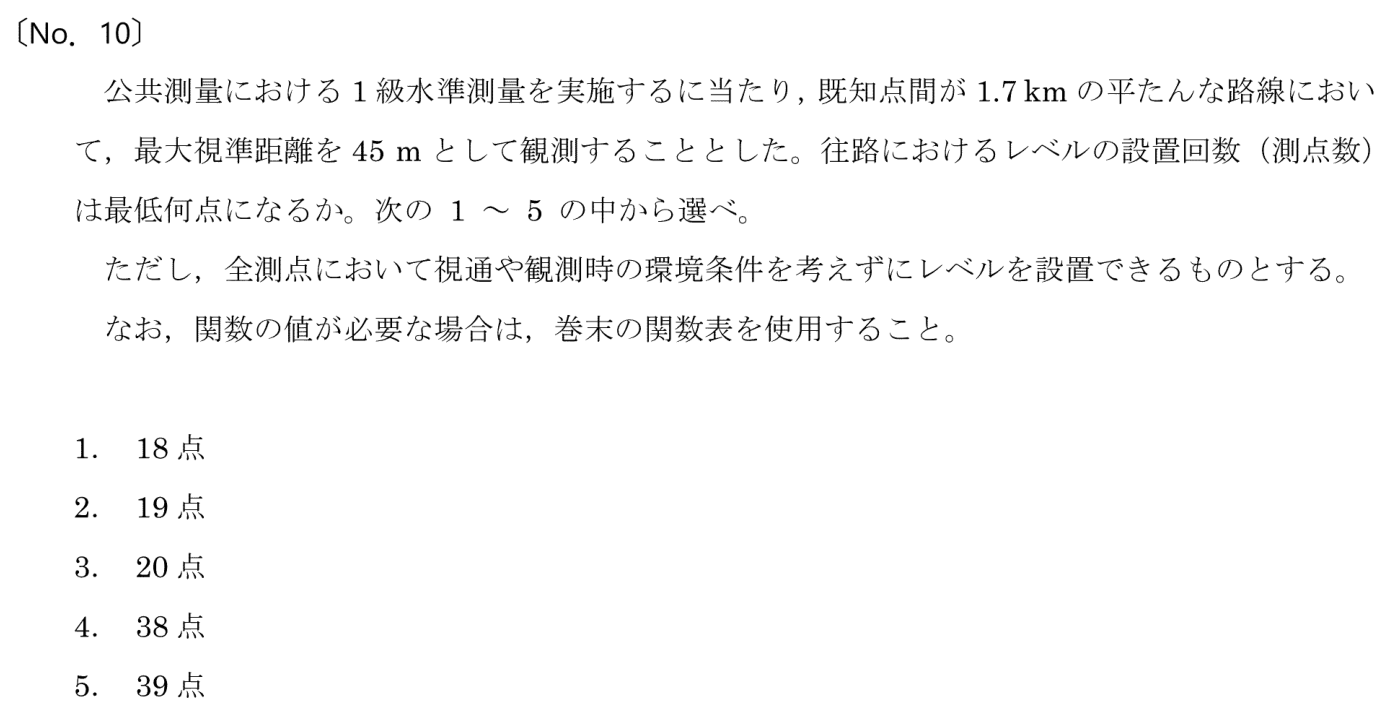 〔No. 10〕
公共測量における 1 級水準測量を実施するに当たり，既知点間が 1.7 km の平たんな路線におい
て，最大視準距離を 45 m として観測することとした。往路におけるレベルの設置回数（測点数）
は最低何点になるか。次の 1 ～ 5 の中から選べ。
ただし，全測点において視通や観測時の環境条件を考えずにレベルを設置できるものとする。
なお，関数の値が必要な場合は，巻末の関数表を使用すること。
1. 18 点
2. 19 点
3. 20 点
4. 38 点
5. 39 点